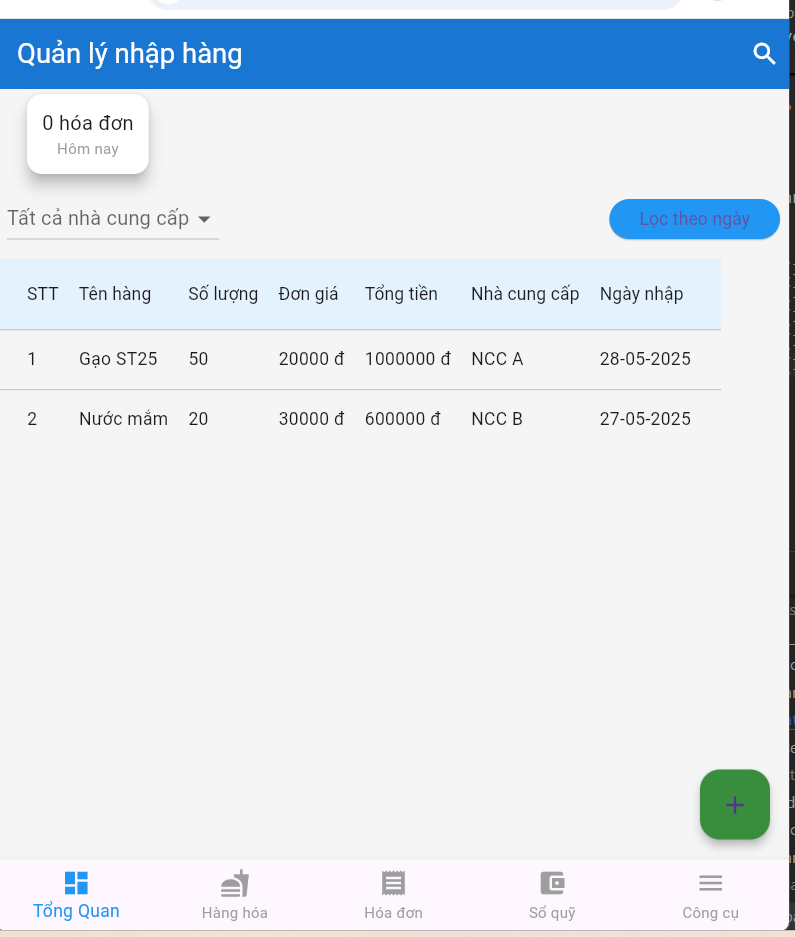 Quản lý nhập hàng
0 hóa đơn
Hôm nay
Tất cả nhà cung cấp
Lọc theo ngày
STT Tên hàng Số lượng Đơn giá Tổng tiền Nhà cung cấp Ngày nhập
1 Gạo ST25 50 20000 đ 1000000 đ NCC A 28-05-2025
2 Nước mắm 20 30000 đ 600000 đ NCC B 27-05-2025
Tổng Quan Hàng hóa Hóa đơn Sổ quỹ Công cụ